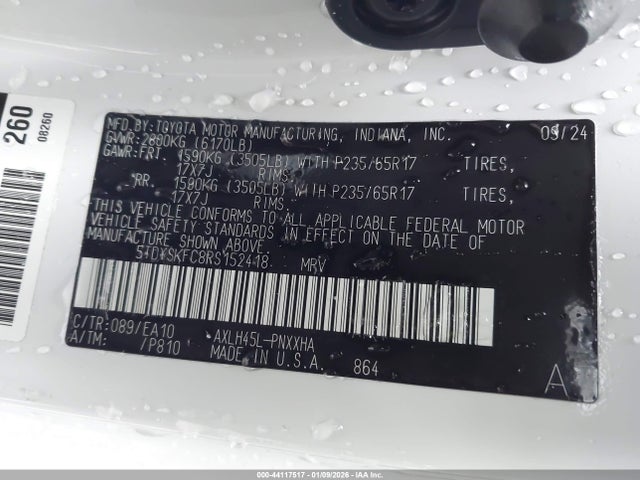 260
08260
MFD. BY:TOYOTA MOTOR MANUFACTURING, INDIANA, INC. 09/24
GVWR:2800KG (6170LB)
GAWR:FRT. 1590KG (3505LB) WITH P235/65R17 TIRES,
17X7J RIMS.
RR. 1590KG (3505LB) WITH P235/65R17 TIRES,
17X7J RIMS.
THIS VEHICLE CONFORMS TO ALL APPLICABLE FEDERAL MOTOR
VEHICLE SAFETY STANDARDS IN EFFECT ON THE DATE OF
MANUFACTURE SHOWN ABOVE.
5TDYSKFC8RS152418 MRV
C/TR:089/EA10 AXLH45L-PNXXHA
A/TM: /P810 MADE IN U.S.A. 864
A
000-44117517 - 01/09/2026 - IAAI.COM